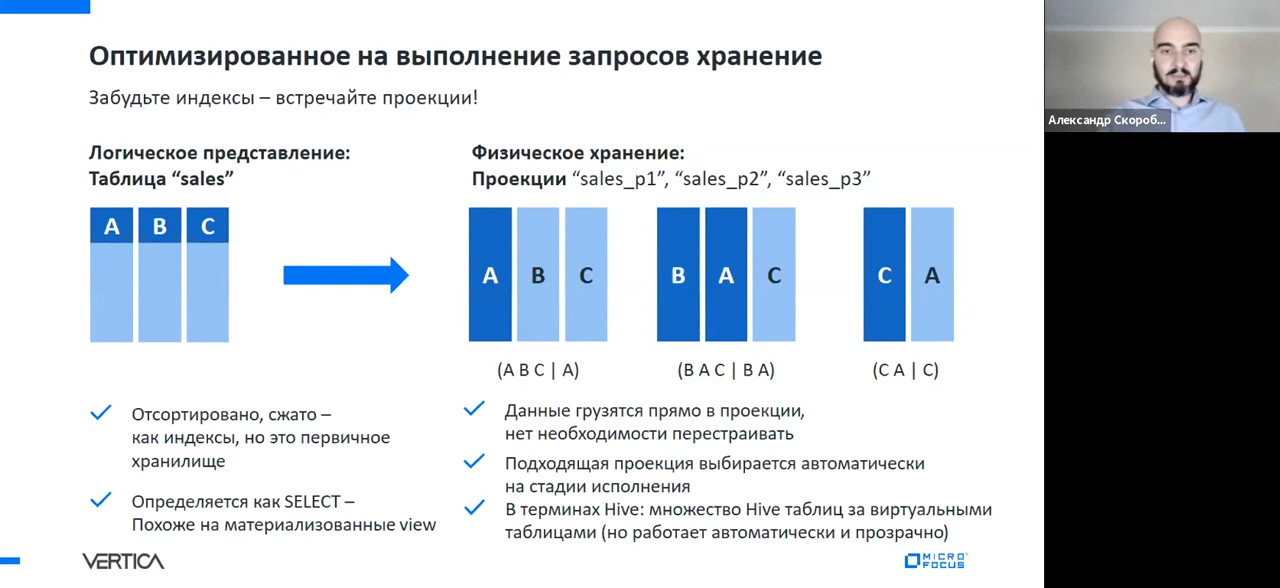 Оптимизированное на выполнение запросов хранение
Забудьте индексы – встречайте проекции!
Александр Скороб...
Логическое представление:
Таблица “sales”
A B C
Отсортировано, сжато –
как индексы, но это первичное
хранилище
Определяется как SELECT –
Похоже на материализованные view
Физическое хранение:
Проекции “sales_p1”, “sales_p2”, “sales_p3”
A B C
B A C
C A
(A B C | A)
(B A C | B A)
(C A | C)
Данные грузятся прямо в проекции,
нет необходимости перестраивать
Подходящая проекция выбирается автоматически
на стадии исполнения
В терминах Hive: множество Hive таблиц за виртуальными
таблицами (но работает автоматически и прозрачно)
VERTICA
MICRO
FOCUS